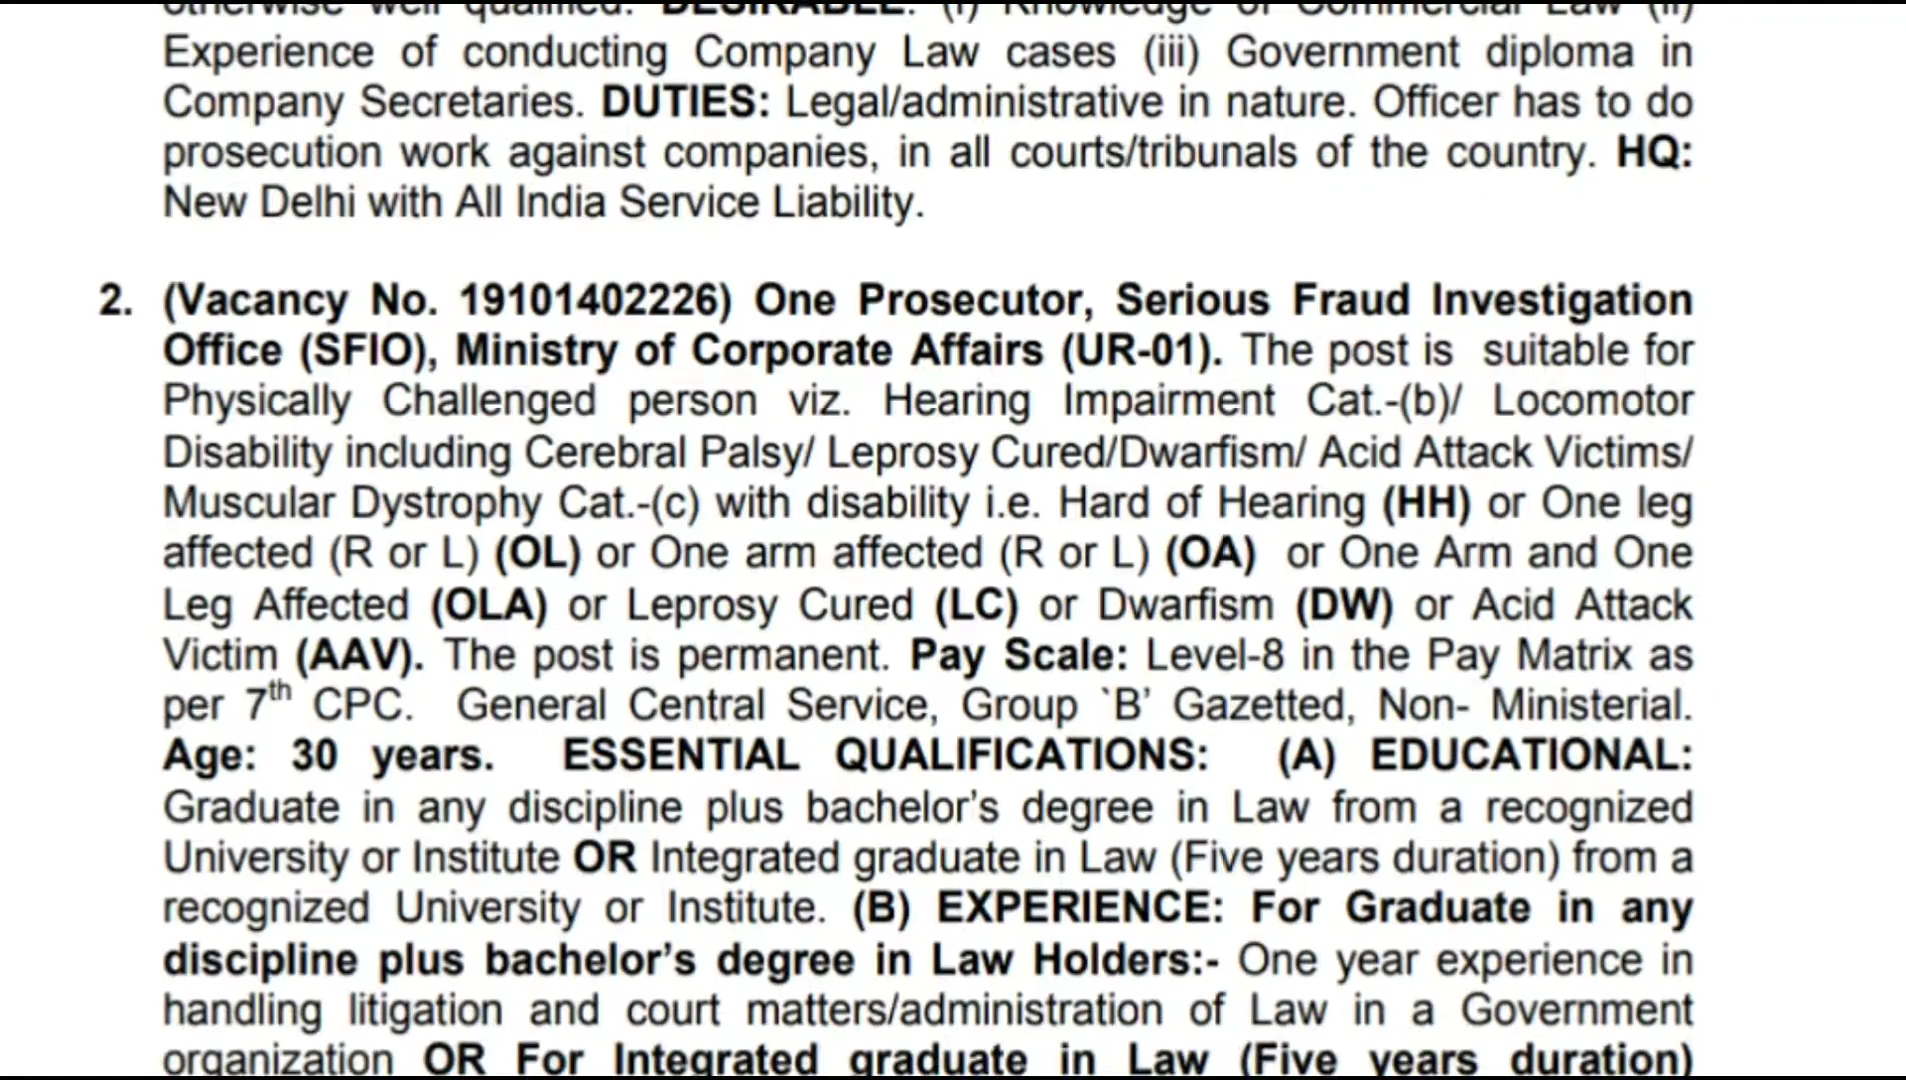 otherwise well qualified. DESIRABLE: (i) Knowledge of Commercial Law (ii)
Experience of conducting Company Law cases (iii) Government diploma in
Company Secretaries. DUTIES: Legal/administrative in nature. Officer has to do
prosecution work against companies, in all courts/tribunals of the country. HQ:
New Delhi with All India Service Liability.
2. (Vacancy No. 19101402226) One Prosecutor, Serious Fraud Investigation
Office (SFIO), Ministry of Corporate Affairs (UR-01). The post is suitable for
Physically Challenged person viz. Hearing Impairment Cat.-(b)/ Locomotor
Disability including Cerebral Palsy/ Leprosy Cured/Dwarfism/ Acid Attack Victims/
Muscular Dystrophy Cat.-(c) with disability i.e. Hard of Hearing (HH) or One leg
affected (R or L) (OL) or One arm affected (R or L) (OA) or One Arm and One
Leg Affected (OLA) or Leprosy Cured (LC) or Dwarfism (DW) or Acid Attack
Victim (AAV). The post is permanent. Pay Scale: Level-8 in the Pay Matrix as
per 7th CPC. General Central Service, Group `B’ Gazetted, Non- Ministerial.
Age: 30 years. ESSENTIAL QUALIFICATIONS: (A) EDUCATIONAL:
Graduate in any discipline plus bachelor’s degree in Law from a recognized
University or Institute OR Integrated graduate in Law (Five years duration) from a
recognized University or Institute. (B) EXPERIENCE: For Graduate in any
discipline plus bachelor’s degree in Law Holders:- One year experience in
handling litigation and court matters/administration of Law in a Government
organization OR For Integrated graduate in Law (Five years duration)